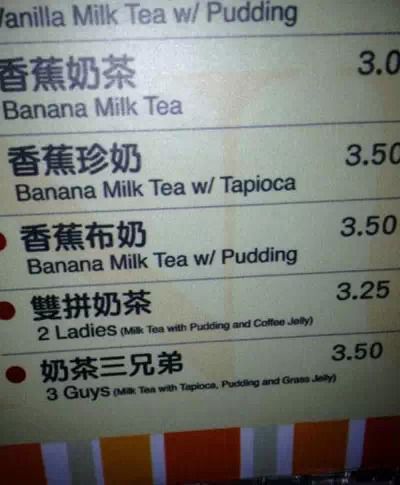 Vanilla Milk Tea w/ Pudding
香蕉奶茶 3.0
Banana Milk Tea
香蕉珍奶 3.50
Banana Milk Tea w/ Tapioca
香蕉布奶 3.50
Banana Milk Tea w/ Pudding
雙拼奶茶 3.25
2 Ladies (Milk Tea with Pudding and Coffee Jelly)
奶茶三兄弟 3.50
3 Guys (Milk Tea with Tapioca, Pudding and Grass Jelly)